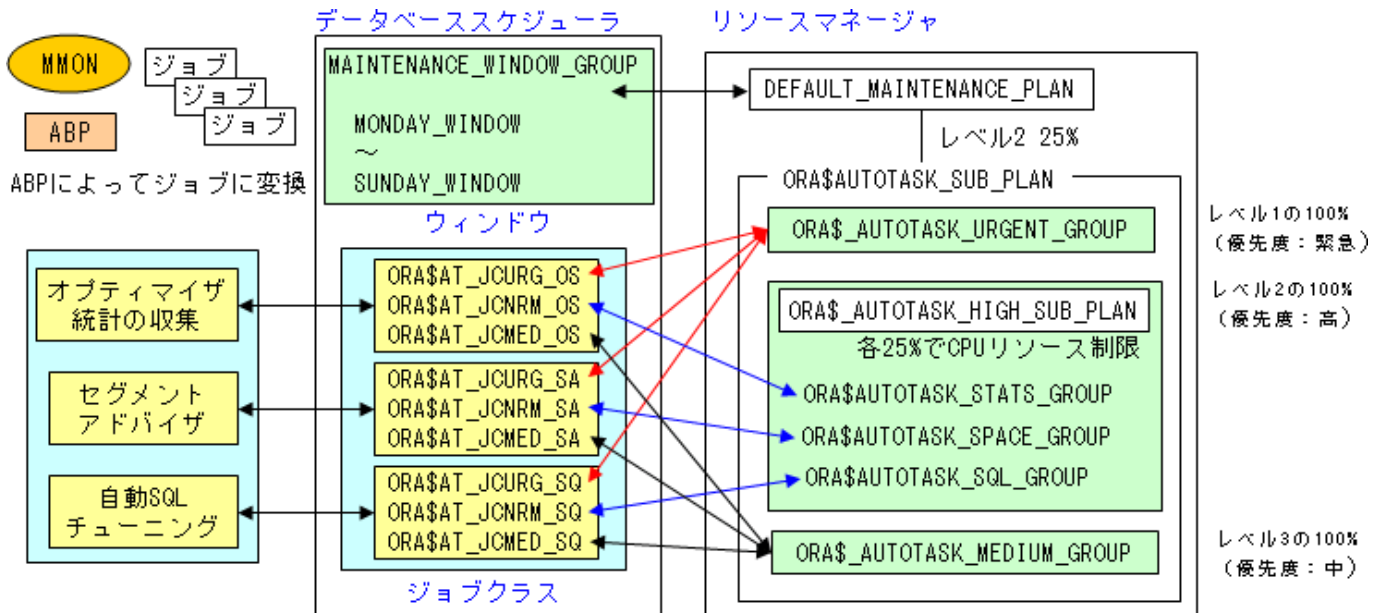 データベーススケジューラ
リソースマネージャ
MMON
ジョブ
ジョブ
ジョブ
ABP
ABPによってジョブに変換
MAINTENANCE_WINDOW_GROUP
MONDAY_WINDOW
～
SUNDAY_WINDOW
ウィンドウ
DEFAULT_MAINTENANCE_PLAN
レベル2 25%
ORA$AUTOTASK_SUB_PLAN
ORA$_AUTOTASK_URGENT_GROUP
レベル1の100%
(優先度：緊急)
オプティマイザ
統計の収集
セグメント
アドバイザ
自動SQL
チューニング
ORA$AT_JCURG_OS
ORA$AT_JCNRM_OS
ORA$AT_JCMED_OS
ORA$AT_JCURG_SA
ORA$AT_JCNRM_SA
ORA$AT_JCMED_SA
ORA$AT_JCURG_SQ
ORA$AT_JCNRM_SQ
ORA$AT_JCMED_SQ
ジョブクラス
ORA$_AUTOTASK_HIGH_SUB_PLAN
各25%でCPUリソース制限
ORA$AUTOTASK_STATS_GROUP
ORA$AUTOTASK_SPACE_GROUP
ORA$AUTOTASK_SQL_GROUP
レベル2の100%
(優先度：高)
ORA$_AUTOTASK_MEDIUM_GROUP
レベル3の100%
(優先度：中)